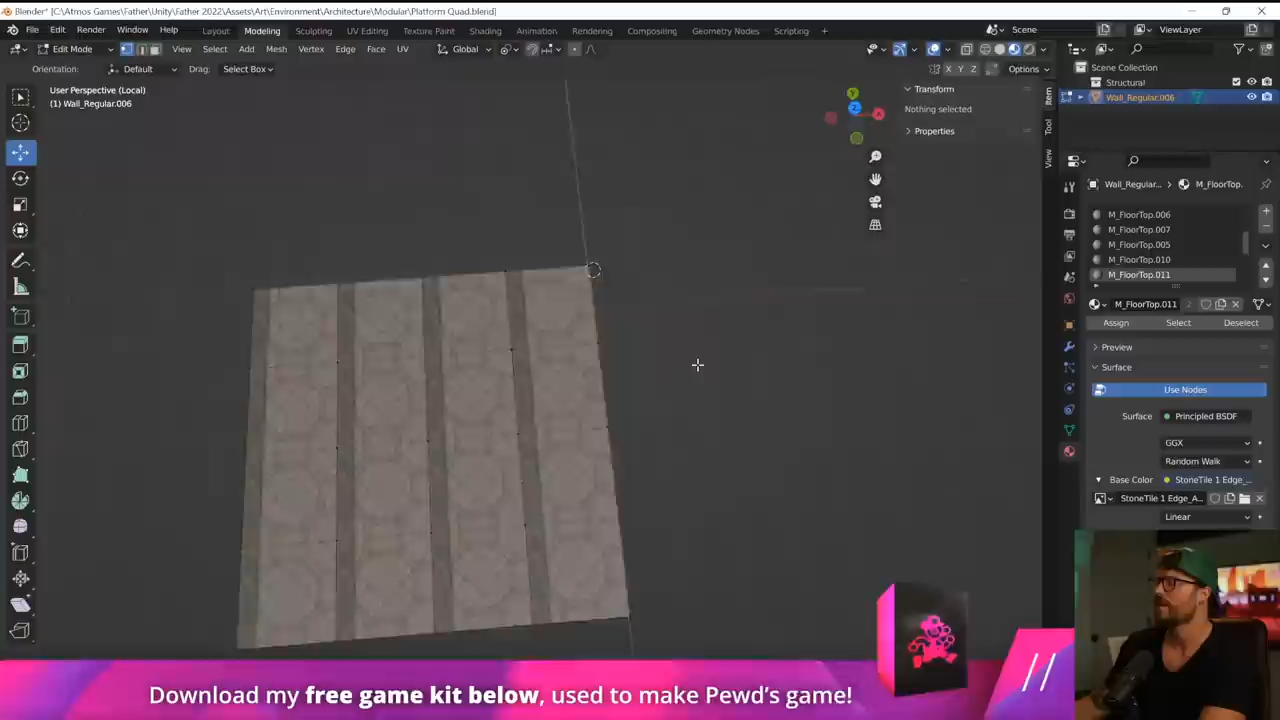 Blender* [C:\Atmos Games\Father\Unity\Father 2022\Assets\Art\Environment\Architecture\Modular\Platform Quad.blend]
File Edit Render Window Help Layout Modeling Sculpting UV Editing Texture Paint Shading Animation Rendering Compositing Geometry Nodes Scripting + Scene ViewLayer
Edit Mode View Select Add Mesh Vertex Edge Face UV Global
Orientation: Default Drag: Select Box X Y Z Options
User Perspective (Local)
(1) Wall_Regular.006
Y
Z
X
Transform
Nothing selected
Properties
Item
Tool
View
Scene Collection
Structural
Wall_Regular.006
Wall_Regular... M_FloorTop.
M_FloorTop.006
M_FloorTop.007
M_FloorTop.005
M_FloorTop.010
M_FloorTop.011
M_FloorTop.011 2
Assign Select Deselect
Preview
Surface
Use Nodes
Surface Principled BSDF
GGX
Random Walk
Base Color StoneTile 1 Edge_...
StoneTile 1 Edge_A...
Linear
Download my free game kit below, used to make Pewd's game!
//